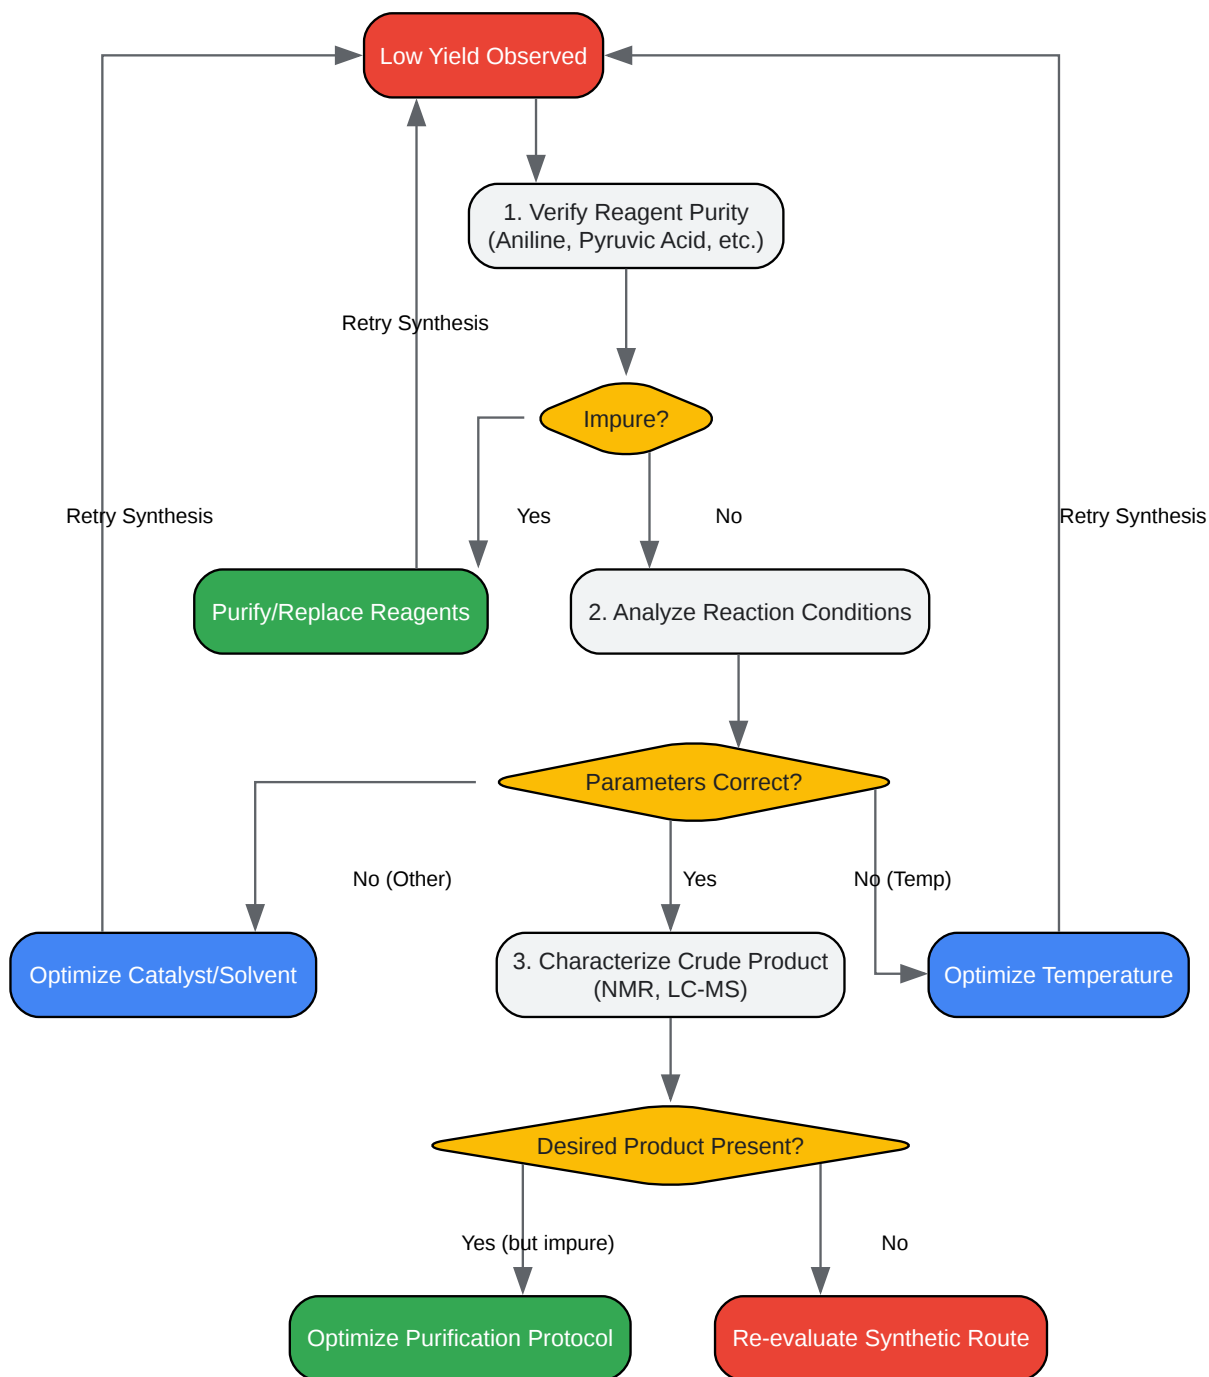 Low Yield Observed
1. Verify Reagent Purity
(Aniline, Pyruvic Acid, etc.)
Retry Synthesis
Impure?
Retry Synthesis
Yes
No
Retry Synthesis
Purify/Replace Reagents
2. Analyze Reaction Conditions
Parameters Correct?
No (Other)
Yes
No (Temp)
Optimize Catalyst/Solvent
3. Characterize Crude Product
(NMR, LC-MS)
Optimize Temperature
Desired Product Present?
Yes (but impure)
No
Optimize Purification Protocol
Re-evaluate Synthetic Route